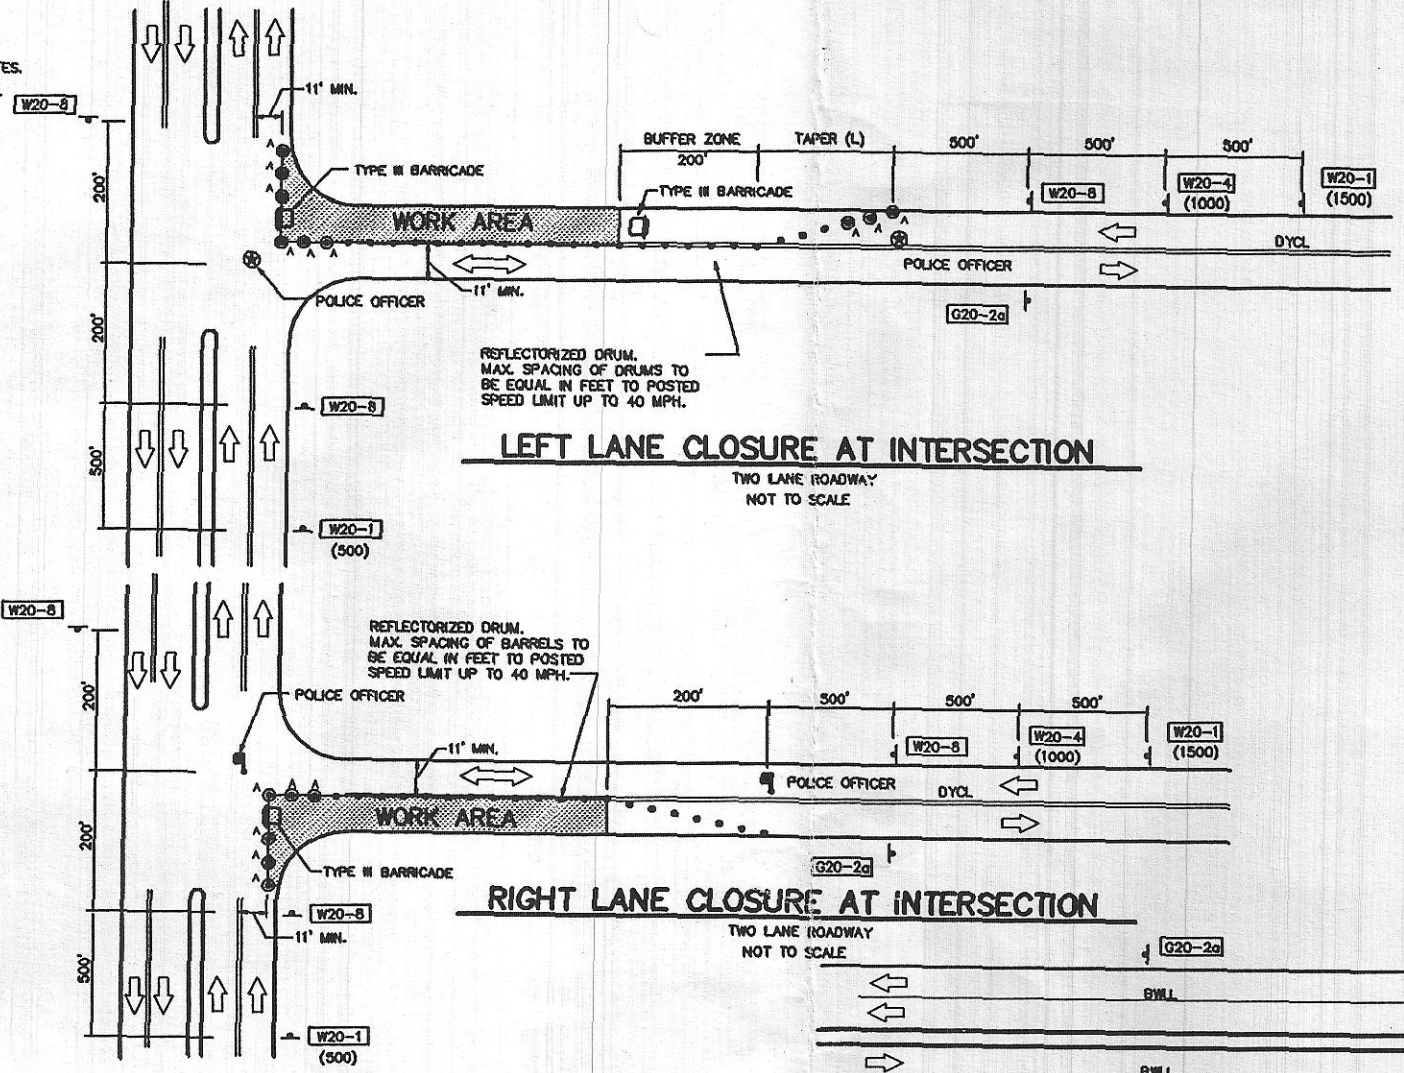 ES.
W20-8
11' MIN.
TYPE III BARRICADE
200'
WORK AREA
BUFFER ZONE
200'
TAPER (L)
500'
500'
500'
TYPE III BARRICADE
W20-8
W20-4
(1000)
W20-1
(1500)
DYCL
POLICE OFFICER
11' MIN.
POLICE OFFICER
G20-2a
200'
REFLECTORIZED DRUM.
MAX. SPACING OF DRUMS TO
BE EQUAL IN FEET TO POSTED
SPEED LIMIT UP TO 40 MPH.
W20-8
500'
LEFT LANE CLOSURE AT INTERSECTION
TWO LANE ROADWAY
NOT TO SCALE
W20-1
(500)
A
A
A
A
A
A
A
A
A
W20-8
REFLECTORIZED DRUM.
MAX. SPACING OF BARRELS TO
BE EQUAL IN FEET TO POSTED
SPEED LIMIT UP TO 40 MPH.
200'
POLICE OFFICER
200'
500'
500'
500'
W20-8
W20-4
(1000)
W20-1
(1500)
11' MIN.
POLICE OFFICER
DYCL
A
A
A
WORK AREA
200'
A
A
A
TYPE III BARRICADE
G20-2a
RIGHT LANE CLOSURE AT INTERSECTION
TWO LANE ROADWAY
NOT TO SCALE
W20-8
11' MIN.
500'
W20-1
(500)
G20-2a
BWLL
BWLL